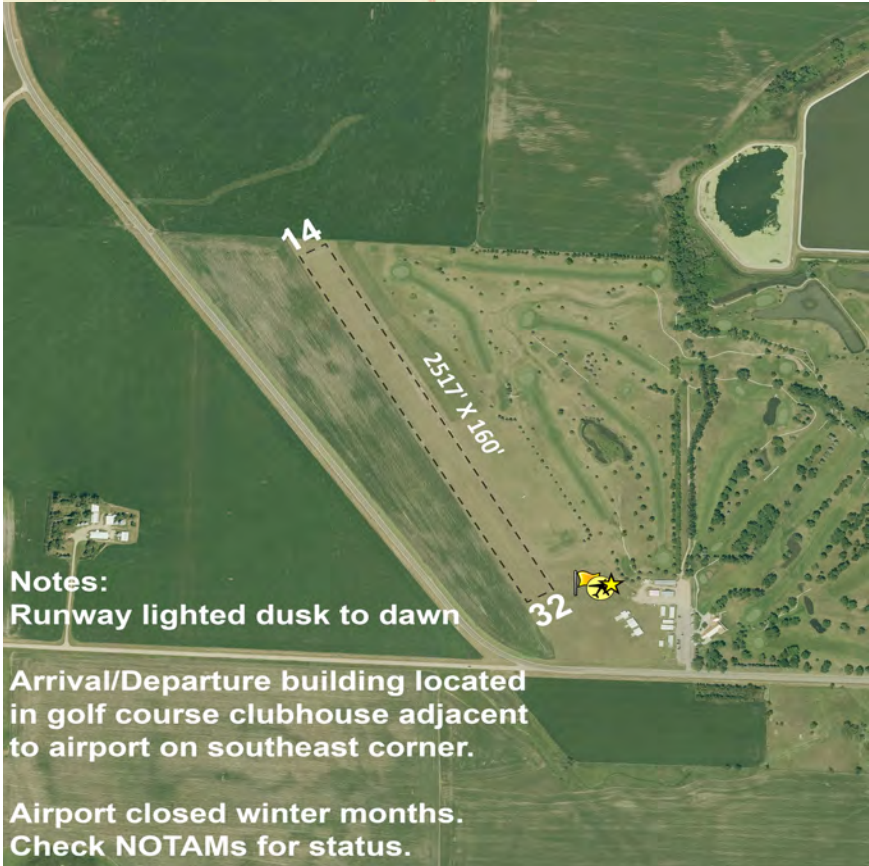 14
2517' X 160'
32
Notes:
Runway lighted dusk to dawn
Arrival/Departure building located
in golf course clubhouse adjacent
to airport on southeast corner.
Airport closed winter months.
Check NOTAMs for status.